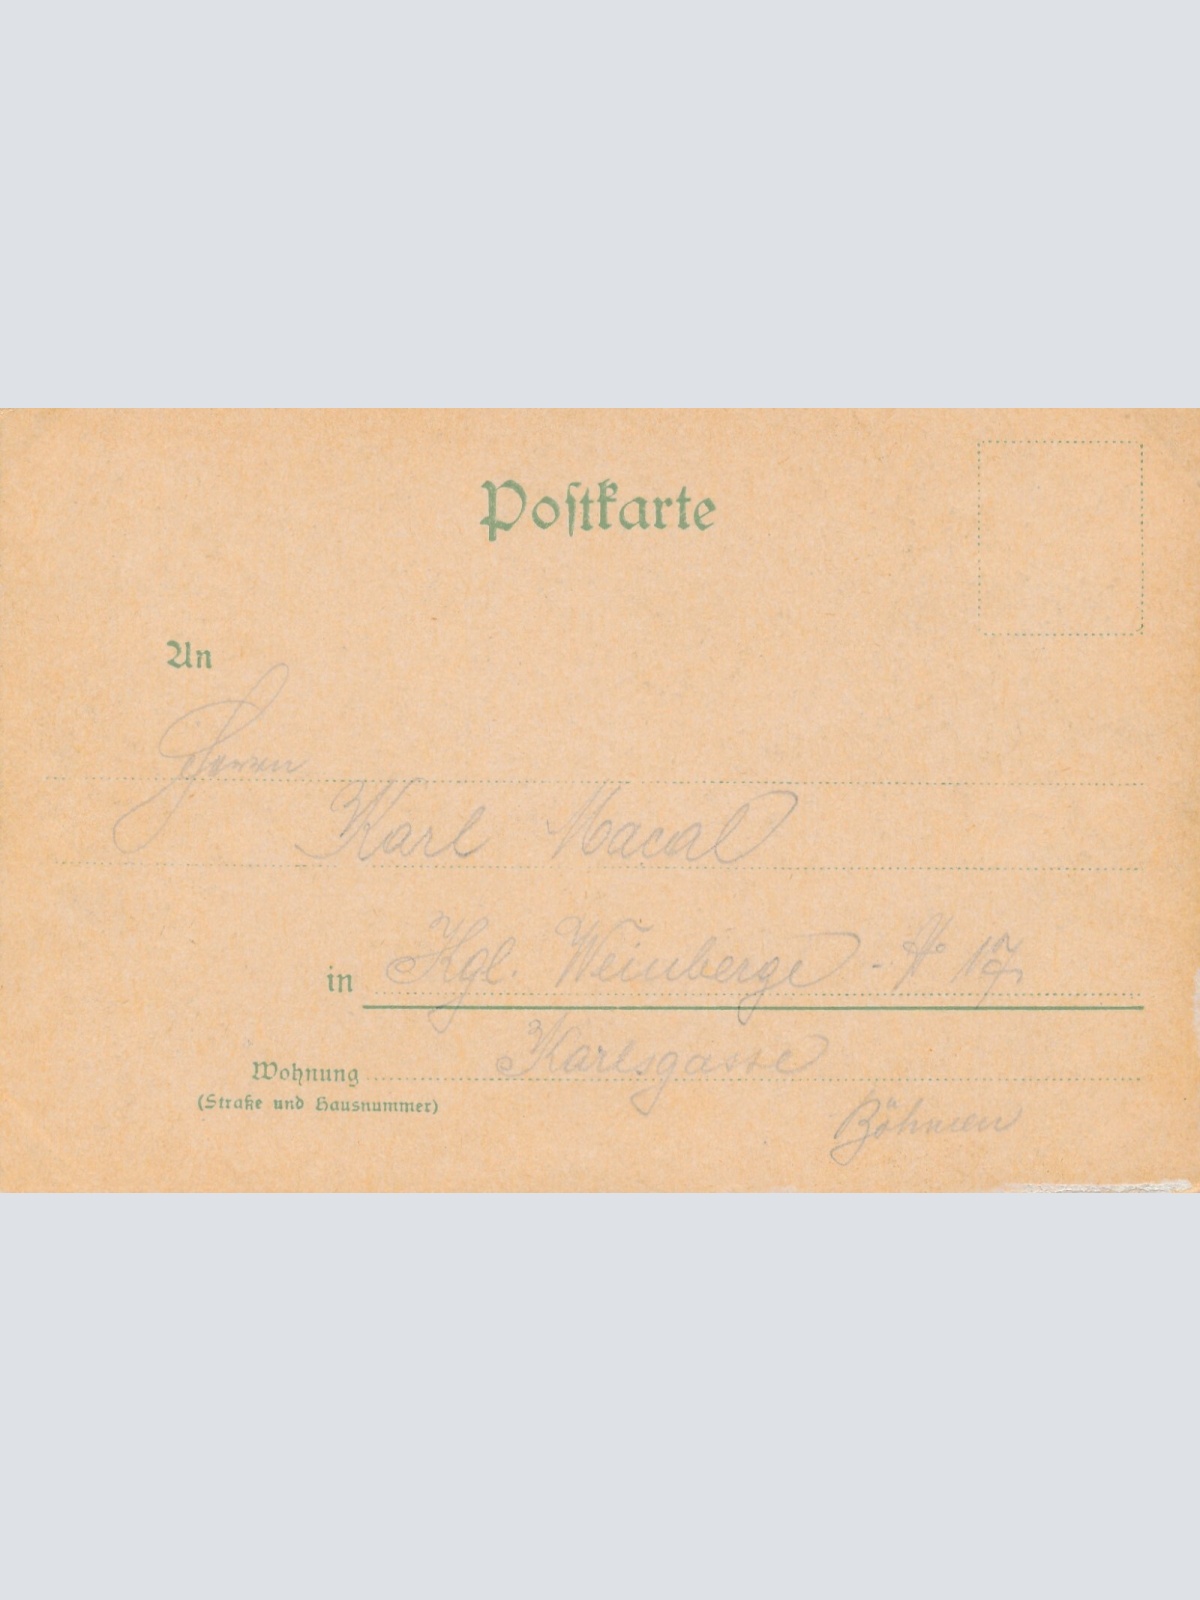 Poſtkarte
An
Herrn
Karl Macal
in Kgl. Weinberge - № 17
Karlsgasse
Wohnung
(Straße und Hausnummer)
Böhmen